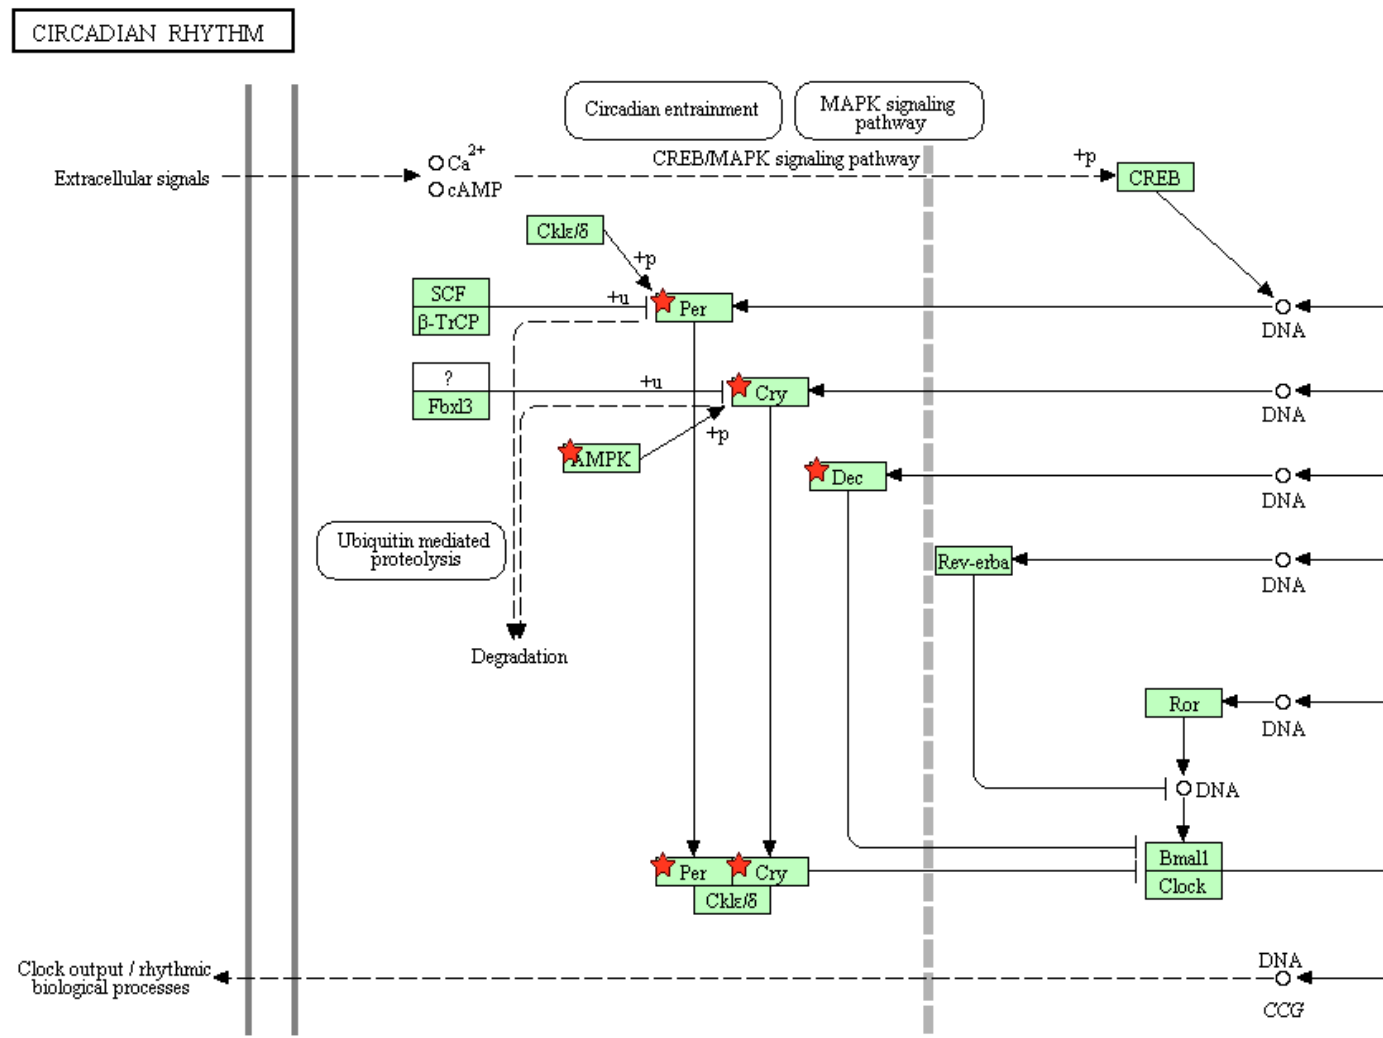 CIRCADIAN RHYTHM
Circadian entrainment
MAPK signaling
pathway
Extracellular signals
Ca2+
cAMP
CREB/MAPK signaling pathway
+p
CREB
CkIε/δ
+p
SCF
β-TrCP
+u
Per
DNA
?
Fbxl3
+u
Cry
DNA
+p
AMPK
Dec
DNA
Ubiquitin mediated
proteolysis
Rev-erba
DNA
Degradation
Ror
DNA
DNA
Per
Cry
CkIε/δ
Bmal1
Clock
Clock output / rhythmic
biological processes
DNA
CCG